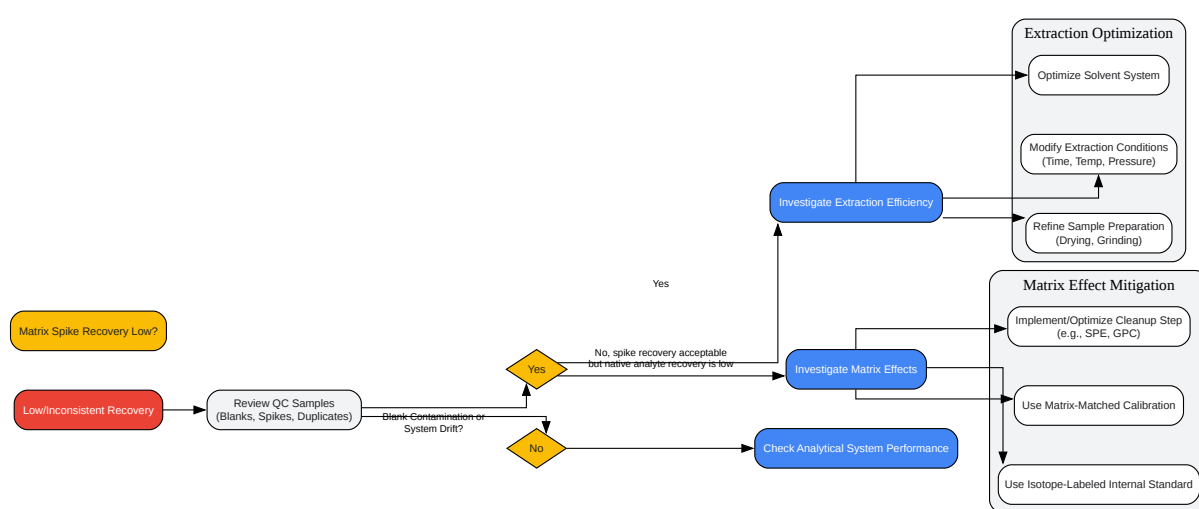 Extraction Optimization
Optimize Solvent System
Modify Extraction Conditions
(Time, Temp, Pressure)
Investigate Extraction Efficiency
Refine Sample Preparation
(Drying, Grinding)
Yes
Matrix Effect Mitigation
Matrix Spike Recovery Low?
Implement/Optimize Cleanup Step
(e.g., SPE, GPC)
No, spike recovery acceptable
but native analyte recovery is low
Yes
Investigate Matrix Effects
Low/Inconsistent Recovery
Review QC Samples
(Blanks, Spikes, Duplicates)
Blank Contamination or
System Drift?
Use Matrix-Matched Calibration
No
Check Analytical System Performance
Use Isotope-Labeled Internal Standard